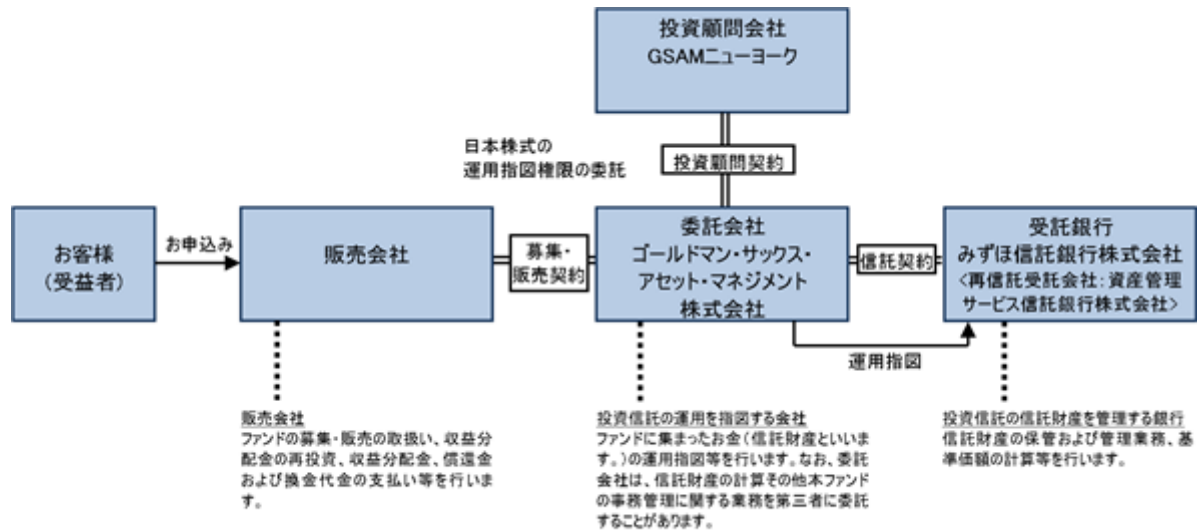 投資顧問会社
GSAMニューヨーク
日本株式の
運用指図権限の委託
投資顧問契約
お客様
(受益者)
お申込み
販売会社
募集・
販売契約
委託会社
ゴールドマン・サックス・
アセット・マネジメント
株式会社
信託契約
受託銀行
みずほ信託銀行株式会社
<再信託受託会社:資産管理
サービス信託銀行株式会社>
運用指図
販売会社
ファンドの募集・販売の取扱い、収益分
配金の再投資、収益分配金、償還金
および換金代金の支払い等を行いま
す。
投資信託の運用を指図する会社
ファンドに集まったお金(信託財産といいま
す。)の運用指図等を行います。なお、委託
会社は、信託財産の計算その他本ファンド
の事務管理に関する業務を第三者に委託
することがあります。
投資信託の信託財産を管理する銀行
信託財産の保管および管理業務、基
準価額の計算等を行います。